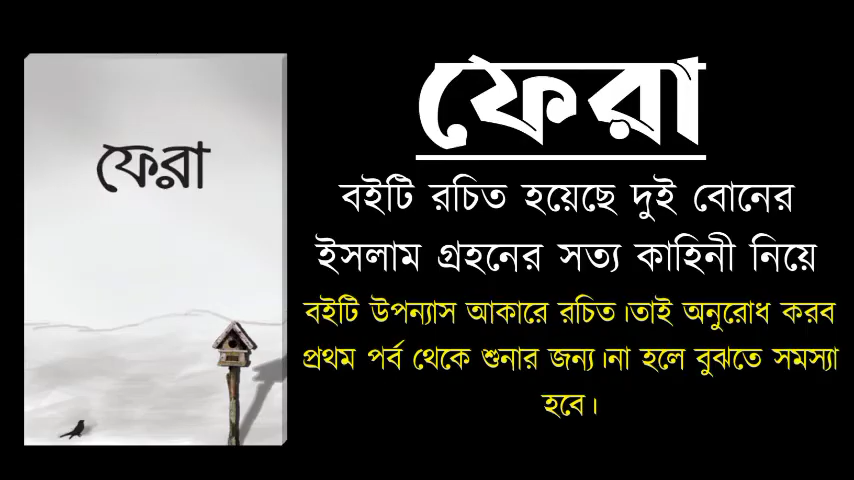 ফেরা
ফেরা
বইটি রচিত হয়েছে দুই বোনের
ইসলাম গ্রহনের সত্য কাহিনী নিয়ে
বইটি উপন্যাস আকারে রচিত।তাই অনুরোধ করব
প্রথম পর্ব থেকে শুনার জন্য।না হলে বুঝতে সমস্যা
হবে।